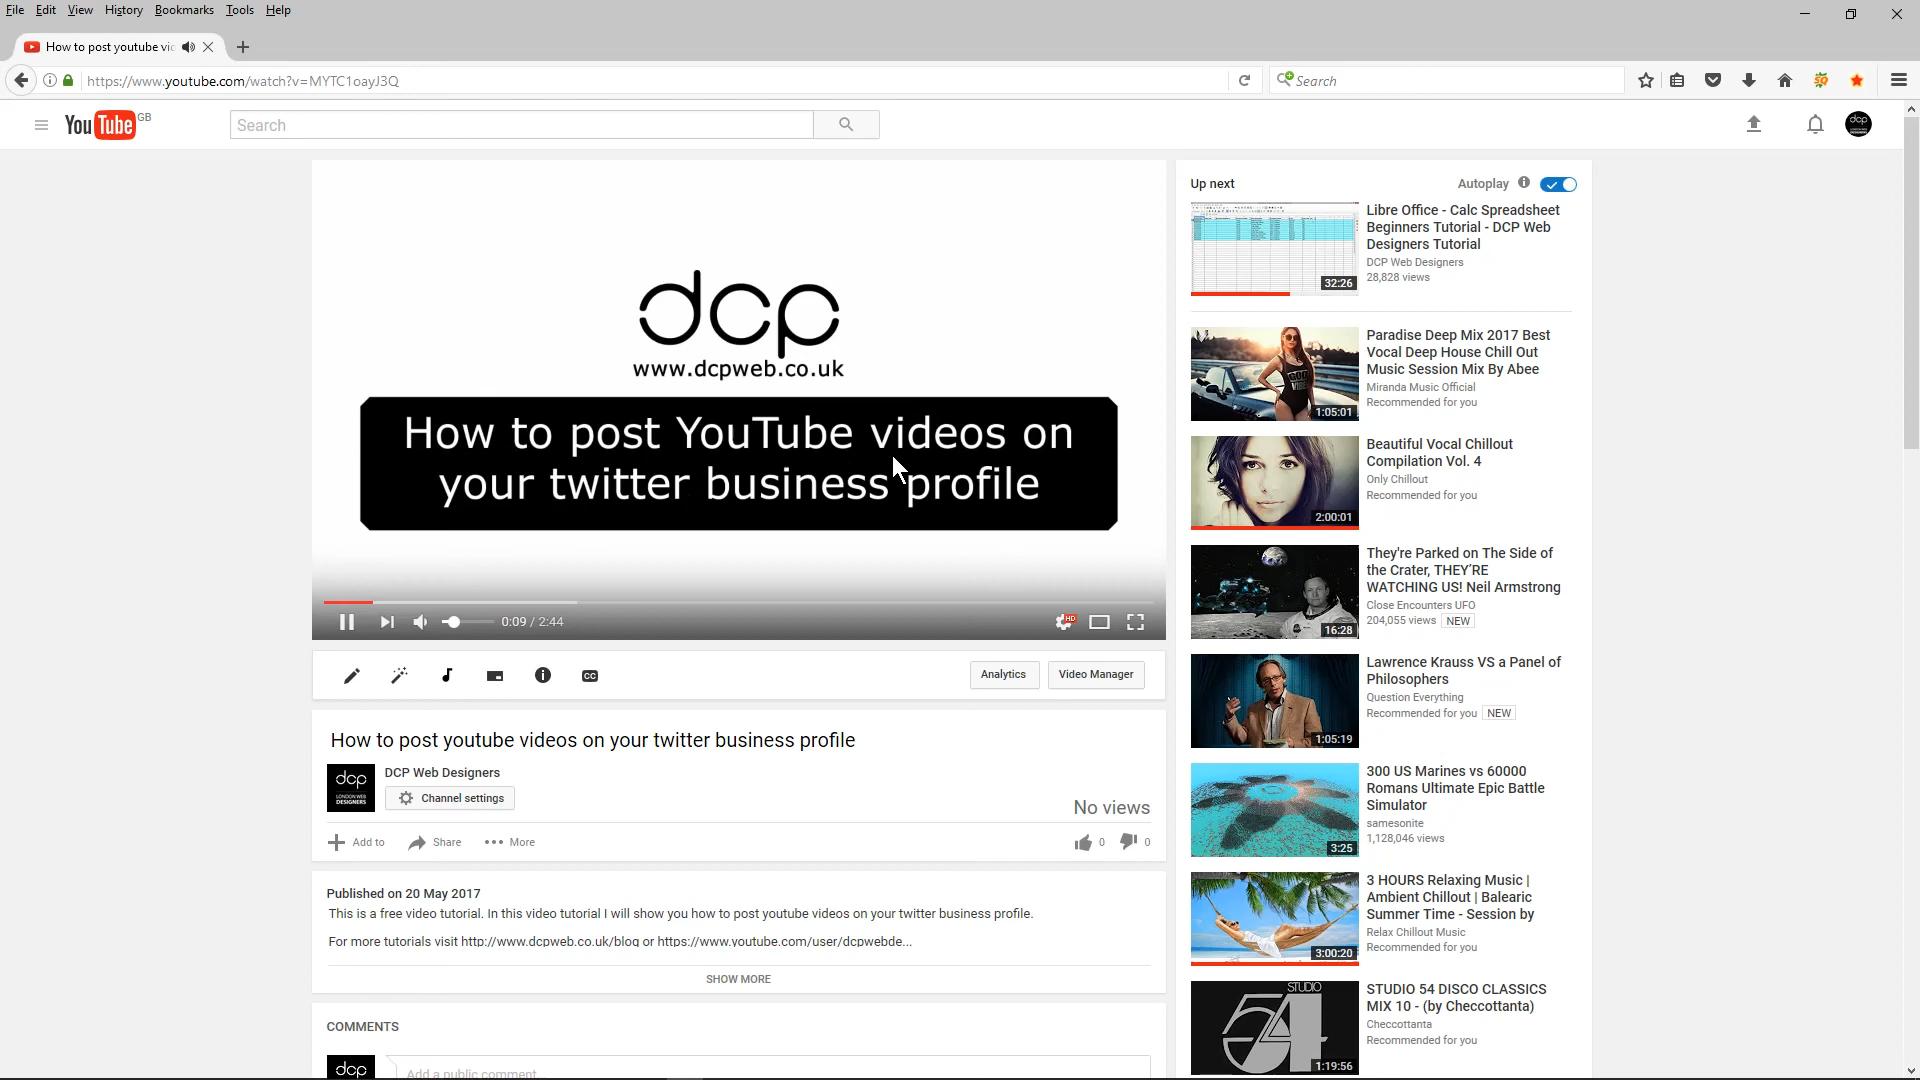 File Edit View History Bookmarks Tools Help
How to post youtube vi
https://www.youtube.com/watch?v=MYTC1oayJ3Q
Search
YouTube GB
Search
dcp
www.dcpweb.co.uk
How to post YouTube videos on
your twitter business profile
0:09 / 2:44
HD
CC
Analytics
Video Manager
How to post youtube videos on your twitter business profile
dcp
LONDON WEB
DESIGNERS
DCP Web Designers
Channel settings
No views
Add to Share More
0 0
Published on 20 May 2017
This is a free video tutorial. In this video tutorial I will show you how to post youtube videos on your twitter business profile.
For more tutorials visit http://www.dcpweb.co.uk/blog or https://www.youtube.com/user/dcpwebde...
SHOW MORE
COMMENTS
dcp
Add a public comment...
Up next
Autoplay
32:26
Libre Office - Calc Spreadsheet
Beginners Tutorial - DCP Web
Designers Tutorial
DCP Web Designers
28,828 views
1:05:01
Paradise Deep Mix 2017 Best
Vocal Deep House Chill Out
Music Session Mix By Abee
Miranda Music Official
Recommended for you
2:00:01
Beautiful Vocal Chillout
Compilation Vol. 4
Only Chillout
Recommended for you
16:28
They're Parked on The Side of
the Crater, THEY'RE
WATCHING US! Neil Armstrong
Close Encounters UFO
204,055 views NEW
1:05:19
Lawrence Krauss VS a Panel of
Philosophers
Question Everything
Recommended for you NEW
3:25
300 US Marines vs 60000
Romans Ultimate Epic Battle
Simulator
samesonite
1,128,046 views
3:00:20
3 HOURS Relaxing Music |
Ambient Chillout | Balearic
Summer Time - Session by
Relax Chillout Music
Recommended for you
STUDIO
54
1:19:56
STUDIO 54 DISCO CLASSICS
MIX 10 - (by Checcottanta)
Checcottanta
Recommended for you